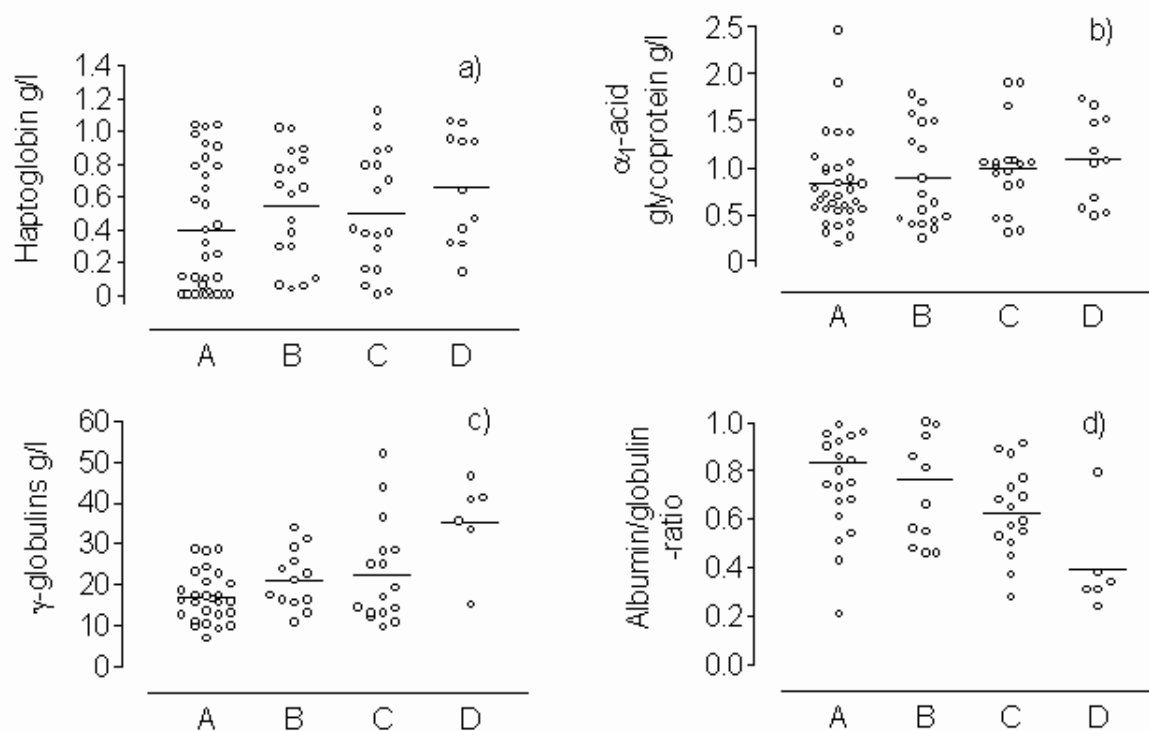 a)
Haptoglobin g/l
1.4
1.2
1.0
0.8
0.6
0.4
0.2
0
A B C D
b)
α1-acid
glycoprotein g/l
2.5
2.0
1.5
1.0
0.5
0
A B C D
c)
γ-globulins g/l
60
50
40
30
20
10
0
A B C D
d)
Albumin/globulin
-ratio
1.0
0.8
0.6
0.4
0.2
0.0
A B C D